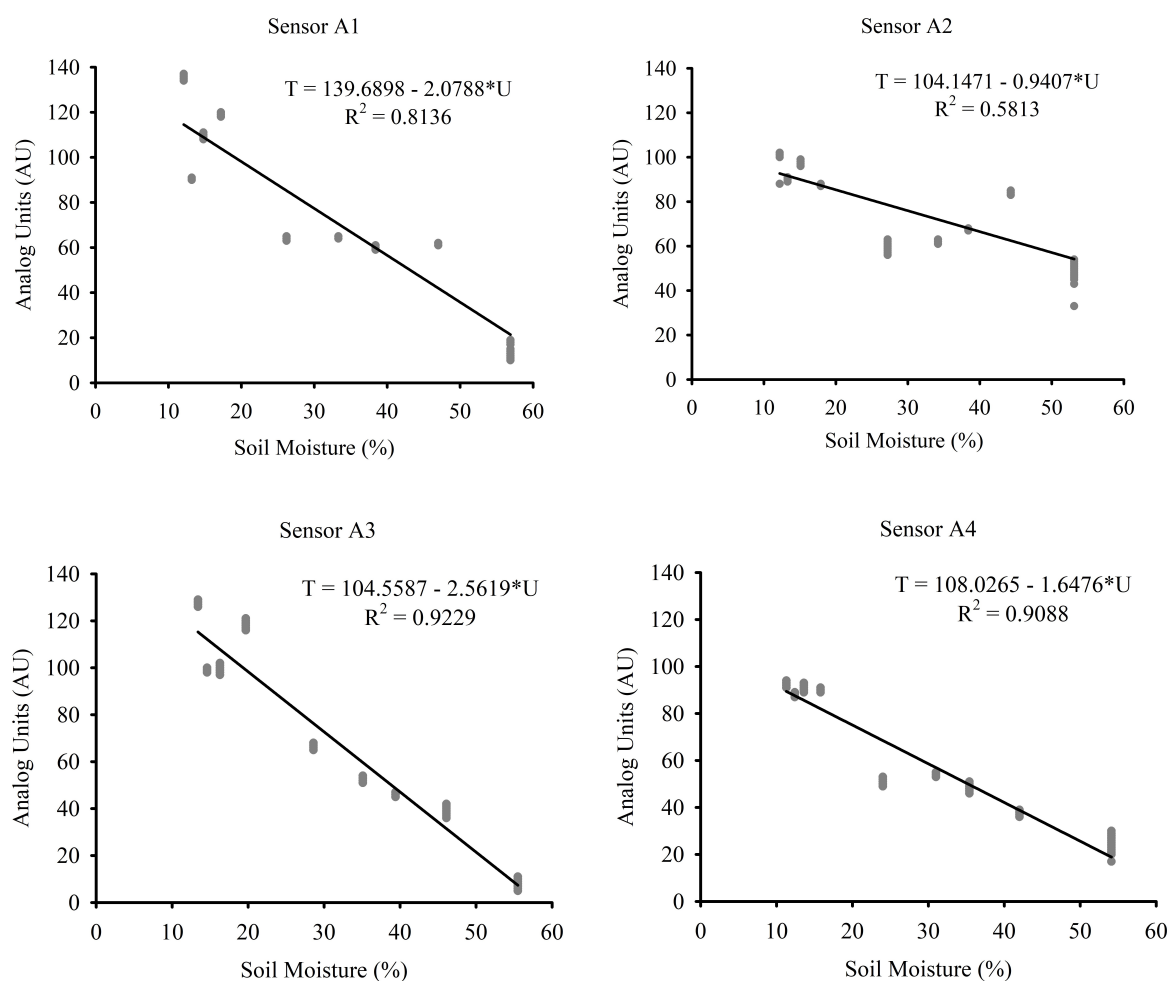 Sensor A1
T = 139.6898 - 2.0788*U
R² = 0.8136
140
120
100
80
60
40
20
0
Analog Units (AU)
0 10 20 30 40 50 60
Soil Moisture (%)
Sensor A2
T = 104.1471 - 0.9407*U
R² = 0.5813
140
120
100
80
60
40
20
0
Analog Units (AU)
0 10 20 30 40 50 60
Soil Moisture (%)
Sensor A3
T = 104.5587 - 2.5619*U
R² = 0.9229
140
120
100
80
60
40
20
0
Analog Units (AU)
0 10 20 30 40 50 60
Soil Moisture (%)
Sensor A4
T = 108.0265 - 1.6476*U
R² = 0.9088
140
120
100
80
60
40
20
0
Analog Units (AU)
0 10 20 30 40 50 60
Soil Moisture (%)